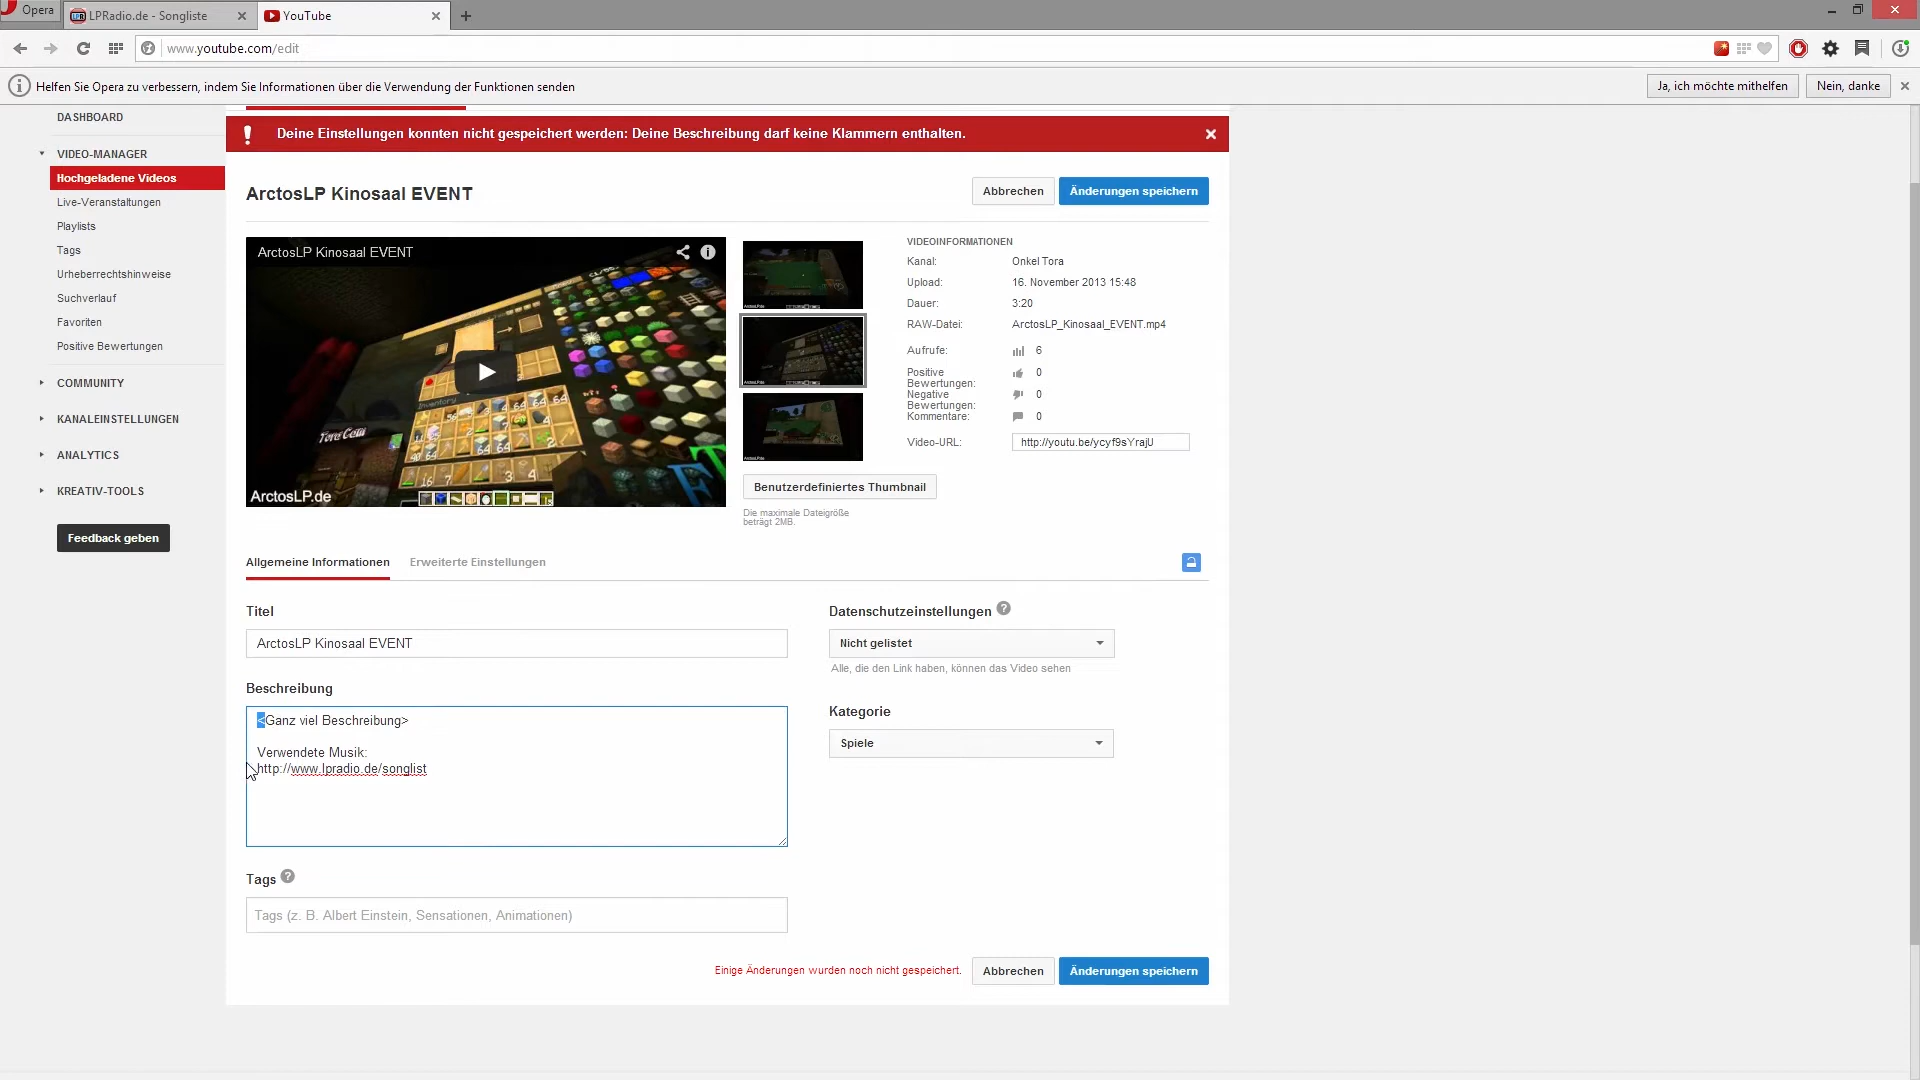 Opera
LPRadio.de - Songliste
YouTube
www.youtube.com/edit
Helfen Sie Opera zu verbessern, indem Sie Informationen über die Verwendung der Funktionen senden
Ja, ich möchte mithelfen
Nein, danke
DASHBOARD
VIDEO-MANAGER
Hochgeladene Videos
Live-Veranstaltungen
Playlists
Tags
Urheberrechtshinweise
Suchverlauf
Favoriten
Positive Bewertungen
COMMUNITY
KANALEINSTELLUNGEN
ANALYTICS
KREATIV-TOOLS
Feedback geben
Deine Einstellungen konnten nicht gespeichert werden: Deine Beschreibung darf keine Klammern enthalten.
ArctosLP Kinosaal EVENT
Abbrechen
Änderungen speichern
ArctosLP Kinosaal EVENT
Inventory
ArctosLP.de
Benutzerdefiniertes Thumbnail
Die maximale Dateigröße
beträgt 2MB.
VIDEOINFORMATIONEN
Kanal: Onkel Tora
Upload: 16. November 2013 15:48
Dauer: 3:20
RAW-Datei: ArctosLP_Kinosaal_EVENT.mp4
Aufrufe: 6
Positive
Bewertungen: 0
Negative
Bewertungen: 0
Kommentare: 0
Video-URL: http://youtu.be/ycyf9sYrajU
Allgemeine Informationen
Erweiterte Einstellungen
Titel
ArctosLP Kinosaal EVENT
Beschreibung
<Ganz viel Beschreibung>
Verwendete Musik:
http://www.lpradio.de/songlist
Tags
Tags (z. B. Albert Einstein, Sensationen, Animationen)
Datenschutzeinstellungen
Nicht gelistet
Alle, die den Link haben, können das Video sehen
Kategorie
Spiele
Einige Änderungen wurden noch nicht gespeichert.
Abbrechen
Änderungen speichern